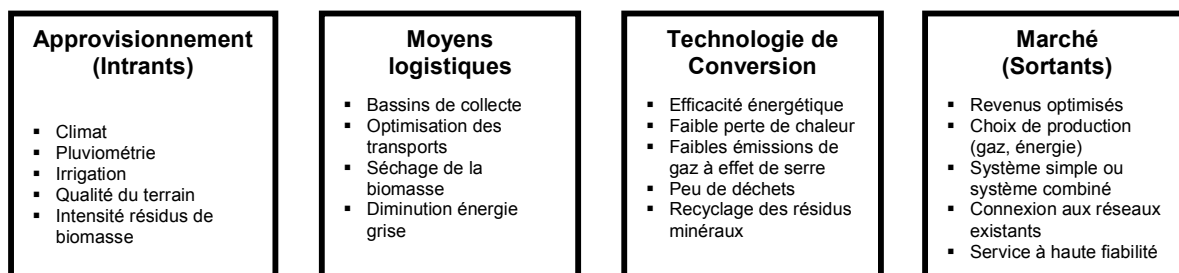 Approvisionnement
(Intrants)
▪ Climat
▪ Pluviométrie
▪ Irrigation
▪ Qualité du terrain
▪ Intensité résidus de
biomasse
Moyens
logistiques
▪ Bassins de collecte
▪ Optimisation des
transports
▪ Séchage de la
biomasse
▪ Diminution énergie
grise
Technologie de
Conversion
▪ Efficacité énergétique
▪ Faible perte de chaleur
▪ Faibles émissions de
gaz à effet de serre
▪ Peu de déchets
▪ Recyclage des résidus
minéraux
Marché
(Sortants)
▪ Revenus optimisés
▪ Choix de production
(gaz, énergie)
▪ Système simple ou
système combiné
▪ Connexion aux réseaux
existants
▪ Service à haute fiabilité